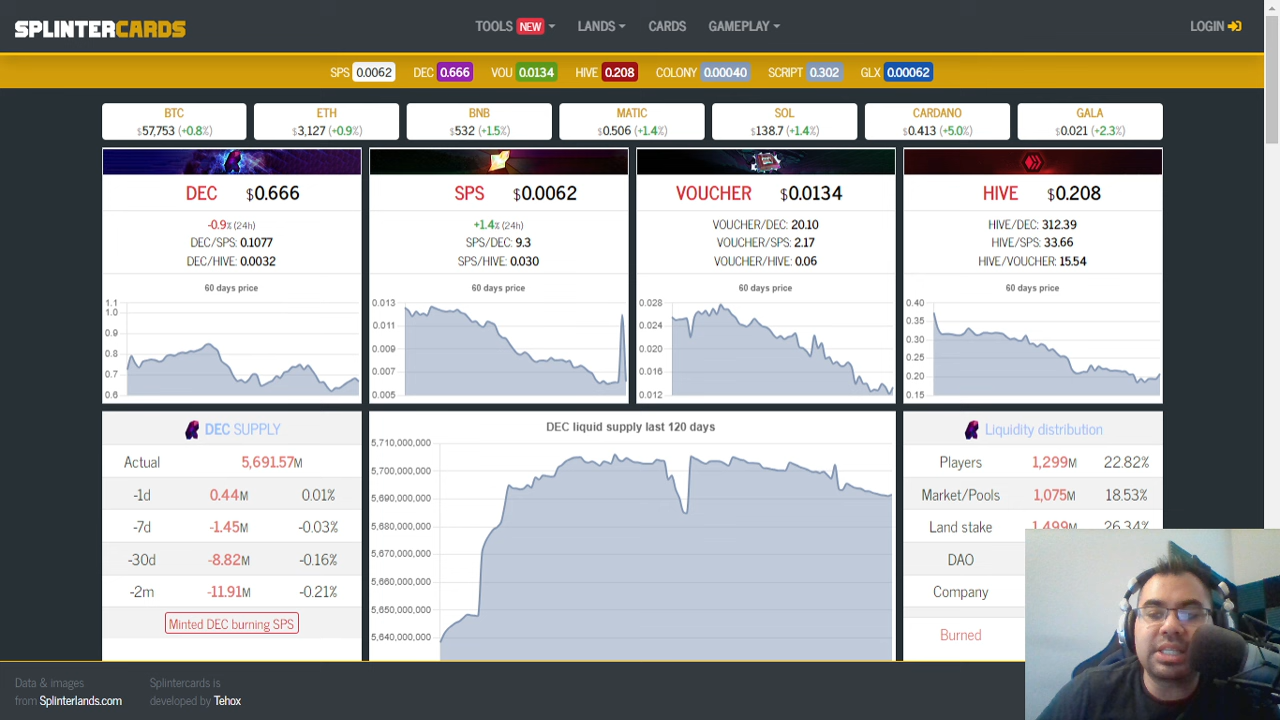 SPLINTERCARDS
TOOLS NEW LANDS CARDS GAMEPLAY
LOGIN
SPS 0.0062 DEC 0.666 VOU 0.0134 HIVE 0.208 COLONY 0.00040 SCRIPT 0.302 GLX 0.00062
BTC
$57,753 (+0.8%)
ETH
$3,127 (+0.9%)
BNB
$532 (+1.5%)
MATIC
$0.506 (+1.4%)
SOL
$138.7 (+1.4%)
CARDANO
$0.413 (+5.0%)
GALA
$0.021 (+2.3%)
DEC $0.666
-0.9% (24h)
DEC/SPS: 0.1077
DEC/HIVE: 0.0032
60 days price
1.1
1.0
0.9
0.8
0.7
0.6
SPS $0.0062
+1.4% (24h)
SPS/DEC: 9.3
SPS/HIVE: 0.030
60 days price
0.013
0.011
0.009
0.007
0.005
VOUCHER $0.0134
VOUCHER/DEC: 20.10
VOUCHER/SPS: 2.17
VOUCHER/HIVE: 0.06
60 days price
0.028
0.024
0.020
0.016
0.012
HIVE $0.208
HIVE/DEC: 312.39
HIVE/SPS: 33.66
HIVE/VOUCHER: 15.54
60 days price
0.40
0.35
0.30
0.25
0.20
0.15
DEC SUPPLY
Actual 5,691.57M
-1d 0.44M 0.01%
-7d -1.45M -0.03%
-30d -8.82M -0.16%
-2m -11.91M -0.21%
Minted DEC burning SPS
DEC liquid supply last 120 days
5,710,000,000
5,700,000,000
5,690,000,000
5,680,000,000
5,670,000,000
5,660,000,000
5,650,000,000
5,640,000,000
Liquidity distribution
Players 1,299M 22.82%
Market/Pools 1,075M 18.53%
Land stake 1,499M 26.34%
DAO
Company
Burned
Data & images
from Splinterlands.com
Splintercards is
developed by Tehox